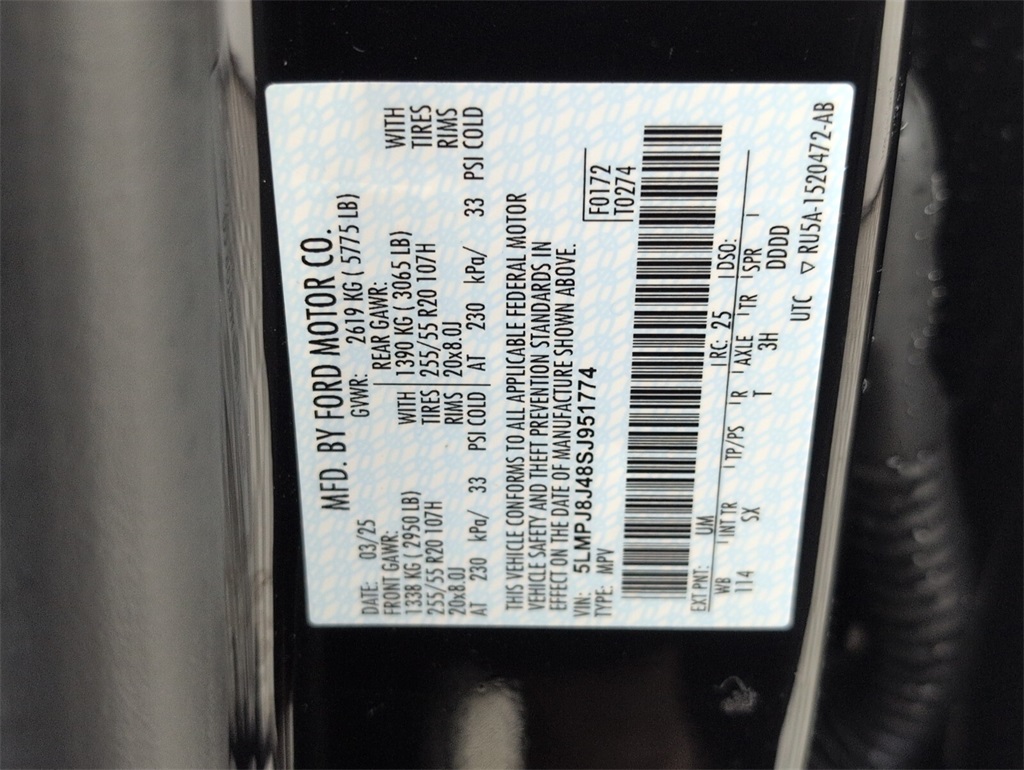 MFD. BY FORD MOTOR CO.
DATE: 03/25 GVWR: 2619 KG ( 5775 LB)
FRONT GAWR: REAR GAWR:
1338 KG ( 2950 LB) WITH 1390 KG ( 3065 LB) WITH
255/55 R20 107H TIRES 255/55 R20 107H TIRES
20x8.0J RIMS 20x8.0J RIMS
AT 230 kPa/ 33 PSI COLD AT 230 kPa/ 33 PSI COLD
THIS VEHICLE CONFORMS TO ALL APPLICABLE FEDERAL MOTOR
VEHICLE SAFETY AND THEFT PREVENTION STANDARDS IN
EFFECT ON THE DATE OF MANUFACTURE SHOWN ABOVE.
VIN: 5LMPJ8J48SJ951774 F0172
TYPE: MPV T0274
EXT PNT: UM RC: 25 DSO:
WB INT TR TP/PS R AXLE TR SPR
114 SX T 3H DDDD
UTC ▽ RU5A-1520472-AB